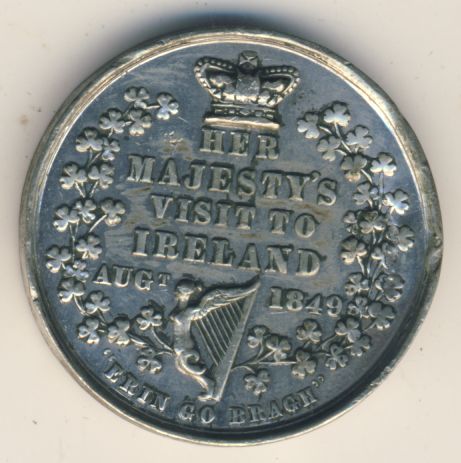 HER
MAJESTY'S
VISIT TO
IRELAND
AUGT 1849
"ERIN GO BRAGH"